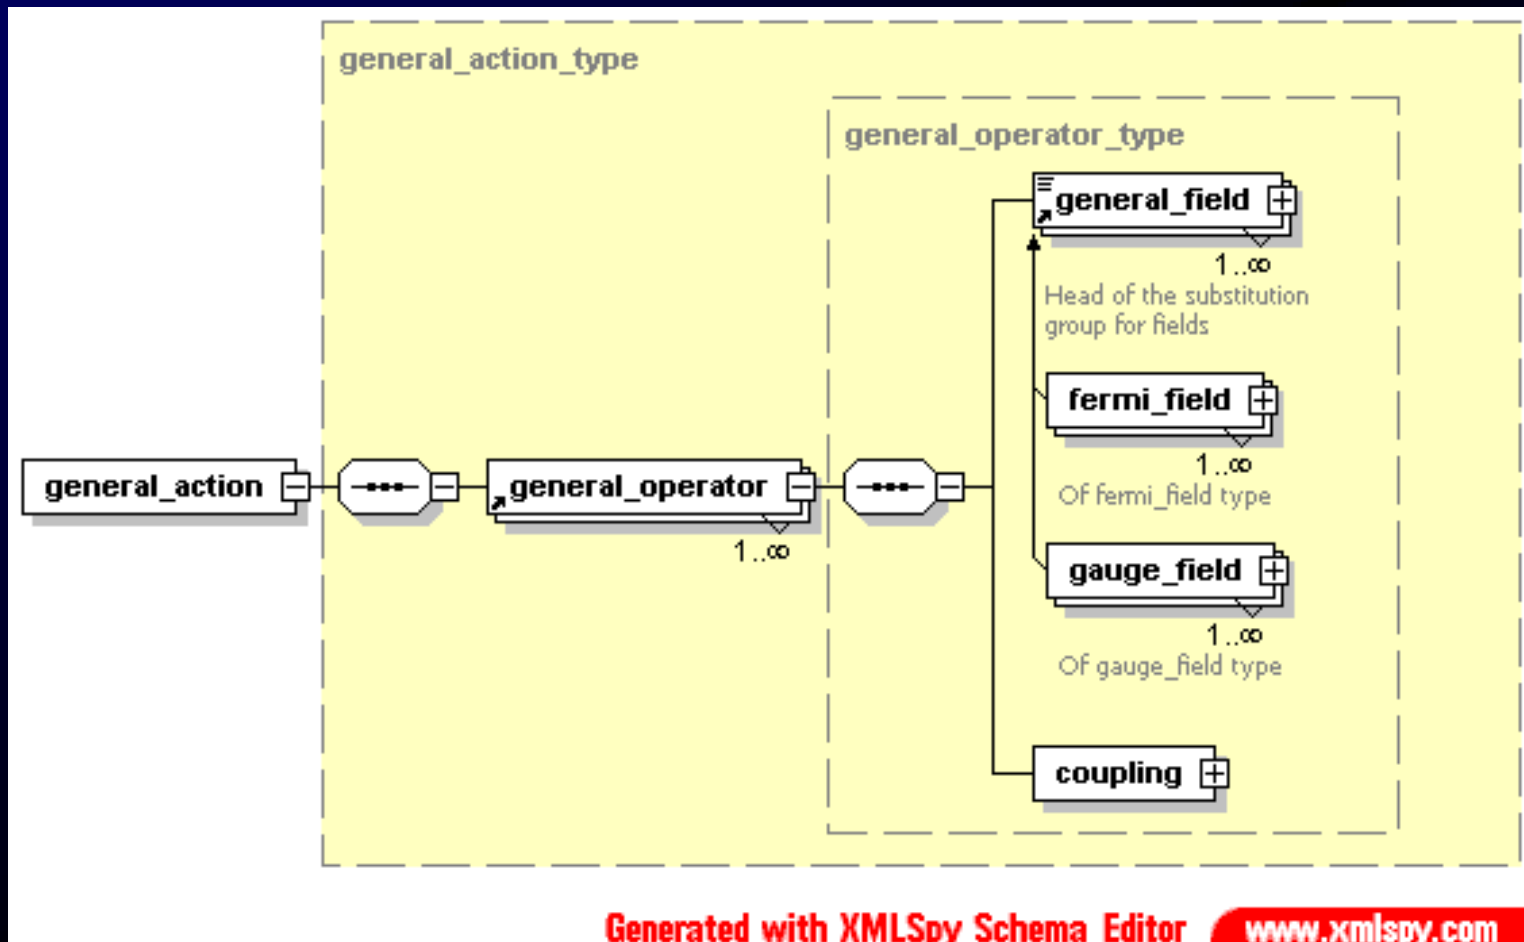 general_action_type
general_operator_type
general_field
1..∞
Head of the substitution
group for fields
fermi_field
1..∞
Of fermi_field type
general_action
general_operator
1..∞
gauge_field
1..∞
Of gauge_field type
coupling
Generated with XMLSpy Schema Editor www.xmlspy.com